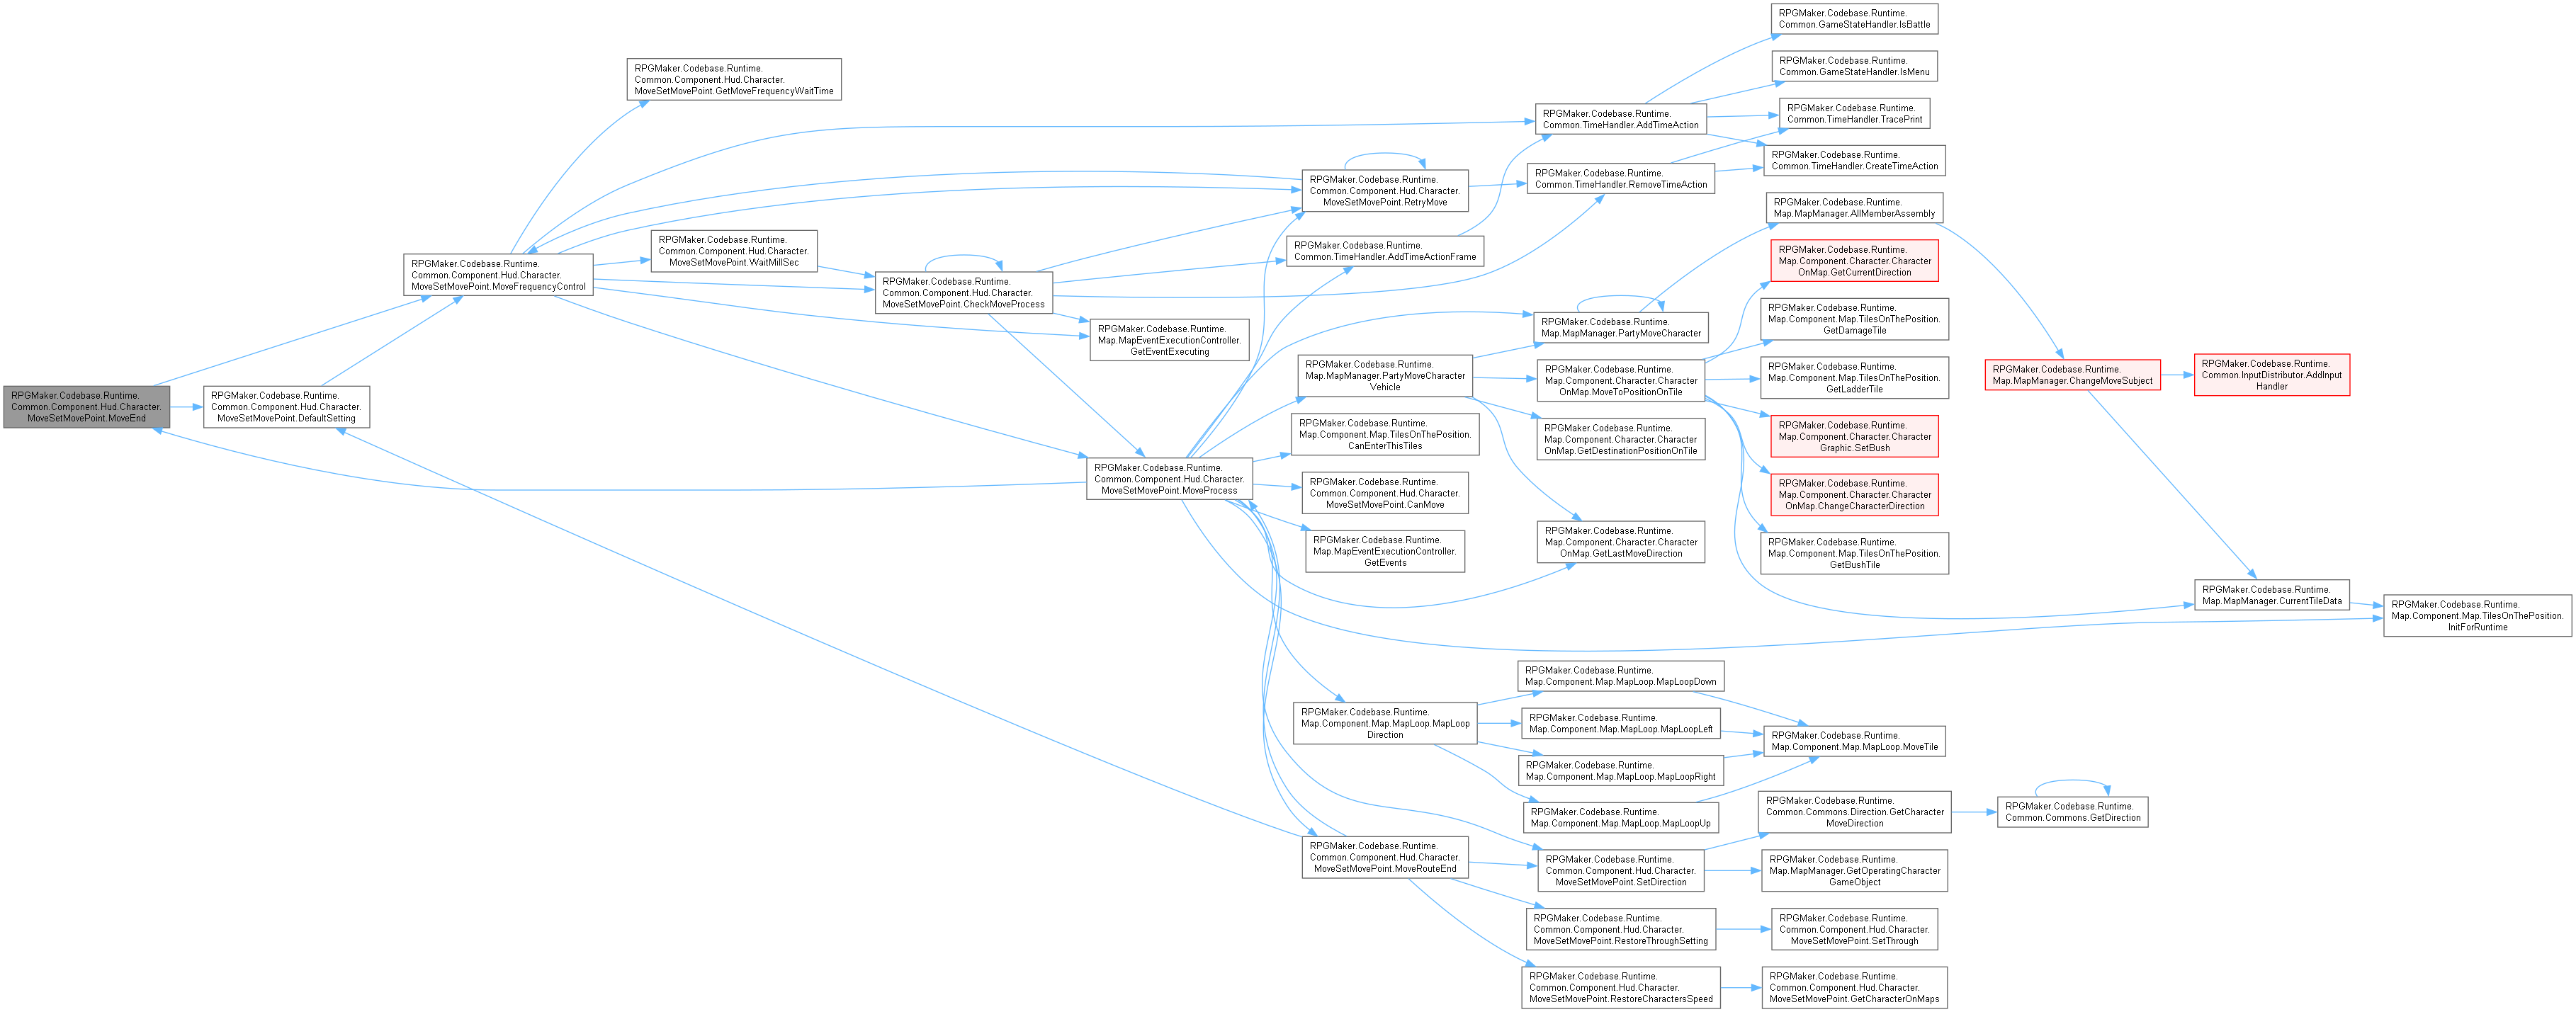 RPGMaker.Codebase.Runtime.
Common.Component.Hud.Character.
MoveSetMovePoint.MoveEnd
RPGMaker.Codebase.Runtime.
Common.Component.Hud.Character.
MoveSetMovePoint.DefaultSetting
RPGMaker.Codebase.Runtime.
Common.Component.Hud.Character.
MoveSetMovePoint.MoveFrequencyControl
RPGMaker.Codebase.Runtime.
Common.Component.Hud.Character.
MoveSetMovePoint.GetMoveFrequencyWaitTime
RPGMaker.Codebase.Runtime.
Common.Component.Hud.Character.
MoveSetMovePoint.WaitMillSec
RPGMaker.Codebase.Runtime.
Common.Component.Hud.Character.
MoveSetMovePoint.CheckMoveProcess
RPGMaker.Codebase.Runtime.
Map.MapEventExecutionController.
GetEventExecuting
RPGMaker.Codebase.Runtime.
Common.Component.Hud.Character.
MoveSetMovePoint.MoveProcess
RPGMaker.Codebase.Runtime.
Common.Component.Hud.Character.
MoveSetMovePoint.RetryMove
RPGMaker.Codebase.Runtime.
Common.TimeHandler.AddTimeActionFrame
RPGMaker.Codebase.Runtime.
Map.MapManager.PartyMoveCharacter
Vehicle
RPGMaker.Codebase.Runtime.
Map.Component.Map.TilesOnThePosition.
CanEnterThisTiles
RPGMaker.Codebase.Runtime.
Common.Component.Hud.Character.
MoveSetMovePoint.CanMove
RPGMaker.Codebase.Runtime.
Map.MapEventExecutionController.
GetEvents
RPGMaker.Codebase.Runtime.
Map.Component.Map.MapLoop.MapLoop
Direction
RPGMaker.Codebase.Runtime.
Common.Component.Hud.Character.
MoveSetMovePoint.MoveRouteEnd
RPGMaker.Codebase.Runtime.
Common.TimeHandler.AddTimeAction
RPGMaker.Codebase.Runtime.
Common.TimeHandler.RemoveTimeAction
RPGMaker.Codebase.Runtime.
Map.MapManager.PartyMoveCharacter
RPGMaker.Codebase.Runtime.
Map.Component.Character.Character
OnMap.MoveToPositionOnTile
RPGMaker.Codebase.Runtime.
Map.Component.Character.Character
OnMap.GetDestinationPositionOnTile
RPGMaker.Codebase.Runtime.
Map.Component.Character.Character
OnMap.GetLastMoveDirection
RPGMaker.Codebase.Runtime.
Map.Component.Map.MapLoop.MapLoopDown
RPGMaker.Codebase.Runtime.
Map.Component.Map.MapLoop.MapLoopLeft
RPGMaker.Codebase.Runtime.
Map.Component.Map.MapLoop.MapLoopRight
RPGMaker.Codebase.Runtime.
Map.Component.Map.MapLoop.MapLoopUp
RPGMaker.Codebase.Runtime.
Common.Component.Hud.Character.
MoveSetMovePoint.SetDirection
RPGMaker.Codebase.Runtime.
Common.Component.Hud.Character.
MoveSetMovePoint.RestoreThroughSetting
RPGMaker.Codebase.Runtime.
Common.Component.Hud.Character.
MoveSetMovePoint.RestoreCharactersSpeed
RPGMaker.Codebase.Runtime.
Common.GameStateHandler.IsBattle
RPGMaker.Codebase.Runtime.
Common.GameStateHandler.IsMenu
RPGMaker.Codebase.Runtime.
Common.TimeHandler.TracePrint
RPGMaker.Codebase.Runtime.
Common.TimeHandler.CreateTimeAction
RPGMaker.Codebase.Runtime.
Map.MapManager.AllMemberAssembly
RPGMaker.Codebase.Runtime.
Map.Component.Character.Character
OnMap.GetCurrentDirection
RPGMaker.Codebase.Runtime.
Map.Component.Map.TilesOnThePosition.
GetDamageTile
RPGMaker.Codebase.Runtime.
Map.Component.Map.TilesOnThePosition.
GetLadderTile
RPGMaker.Codebase.Runtime.
Map.Component.Character.Character
Graphic.SetBush
RPGMaker.Codebase.Runtime.
Map.Component.Character.Character
OnMap.ChangeCharacterDirection
RPGMaker.Codebase.Runtime.
Map.Component.Map.TilesOnThePosition.
GetBushTile
RPGMaker.Codebase.Runtime.
Map.Component.Map.MapLoop.MoveTile
RPGMaker.Codebase.Runtime.
Common.Commons.Direction.GetCharacter
MoveDirection
RPGMaker.Codebase.Runtime.
Map.MapManager.GetOperatingCharacter
GameObject
RPGMaker.Codebase.Runtime.
Common.Component.Hud.Character.
MoveSetMovePoint.SetThrough
RPGMaker.Codebase.Runtime.
Common.Component.Hud.Character.
MoveSetMovePoint.GetCharacterOnMaps
RPGMaker.Codebase.Runtime.
Map.MapManager.ChangeMoveSubject
RPGMaker.Codebase.Runtime.
Common.Commons.GetDirection
RPGMaker.Codebase.Runtime.
Common.InputDistributor.AddInput
Handler
RPGMaker.Codebase.Runtime.
Map.MapManager.CurrentTileData
RPGMaker.Codebase.Runtime.
Map.Component.Map.TilesOnThePosition.
InitForRuntime